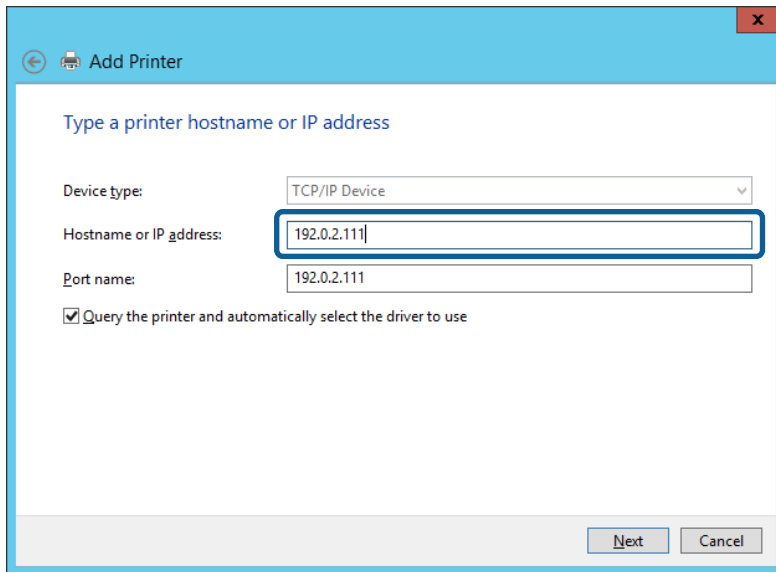 x
Add Printer
Type a printer hostname or IP address
Device type: TCP/IP Device
Hostname or IP address: 192.0.2.111
Port name: 192.0.2.111
Query the printer and automatically select the driver to use
Next Cancel